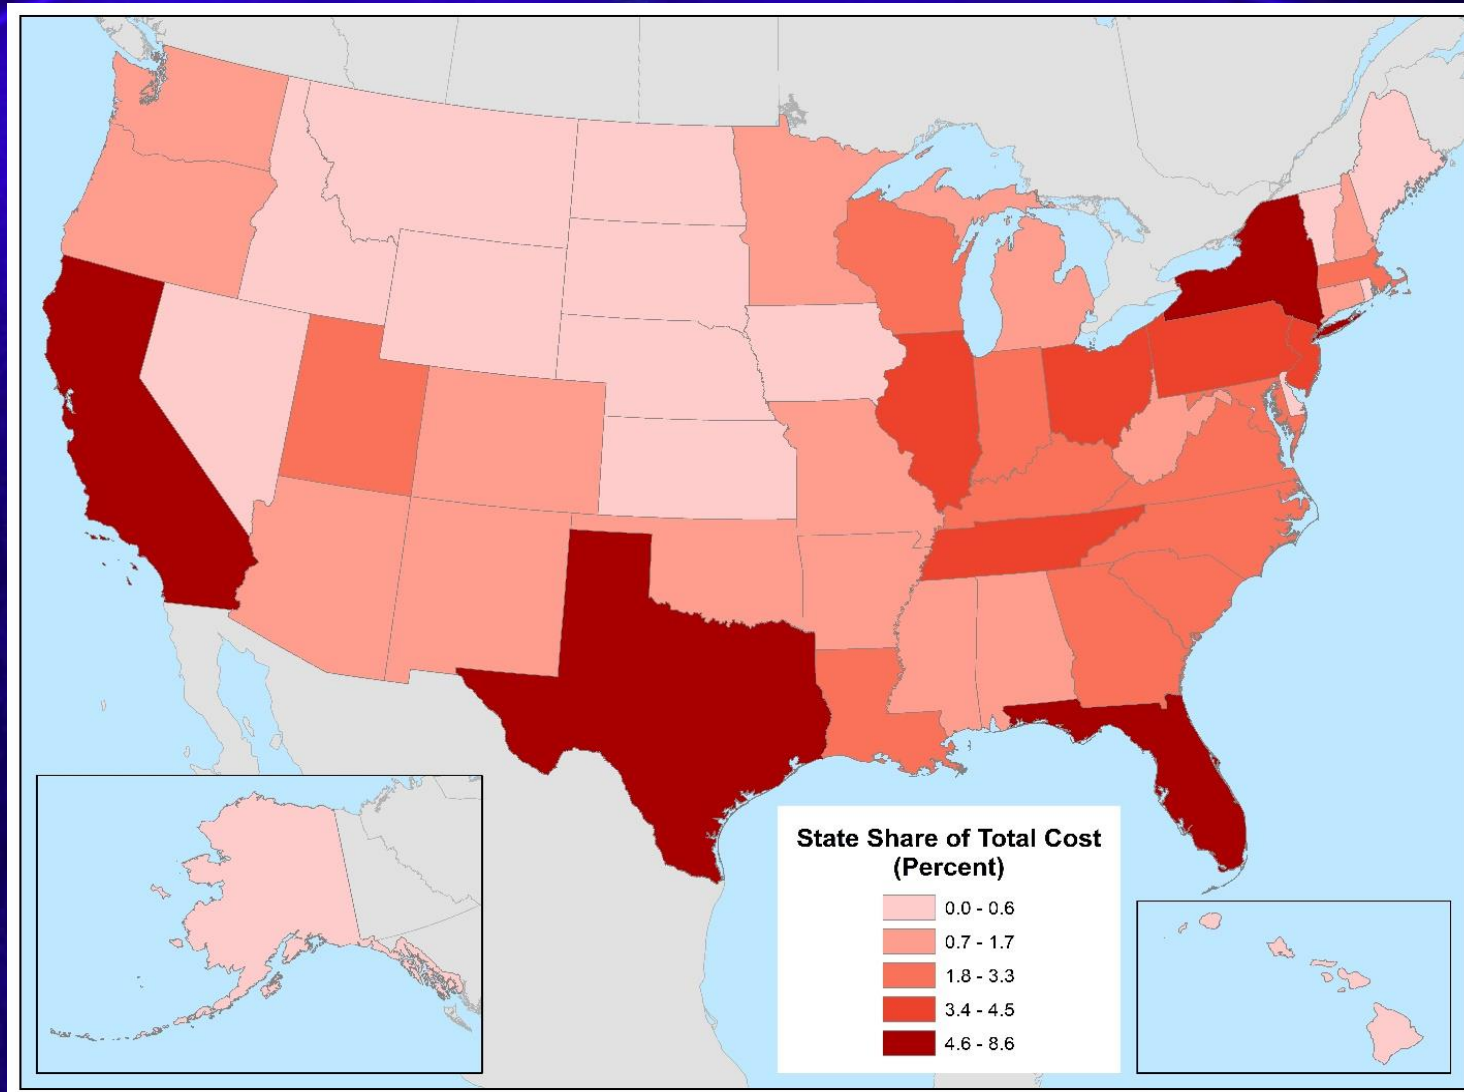 State Share of Total Cost
(Percent)
0.0 - 0.6
0.7 - 1.7
1.8 - 3.3
3.4 - 4.5
4.6 - 8.6